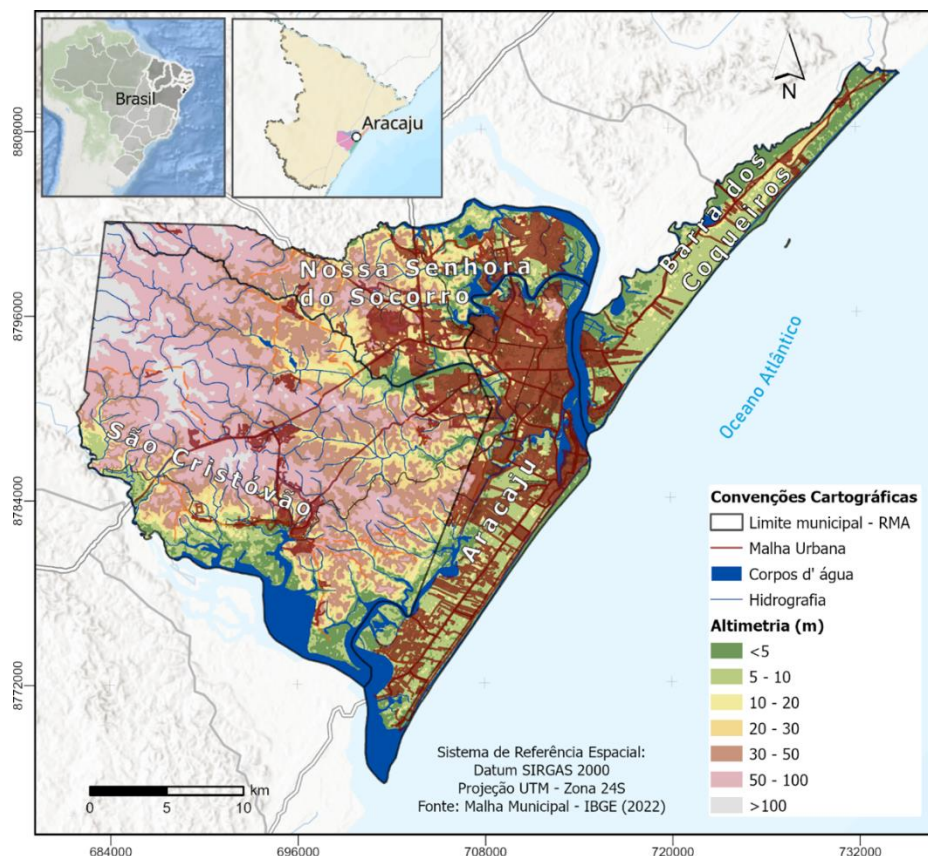 Brasil
Aracaju
N
Barra dos
Coqueiros
Nossa Senhora
do Socorro
São Cristóvão
Aracaju
Oceano Atlântico
Convenções Cartográficas
Limite municipal - RMA
Malha Urbana
Corpos d' água
Hidrografia
Altimetria (m)
<5
5 - 10
10 - 20
20 - 30
30 - 50
50 - 100
>100
Sistema de Referência Espacial:
Datum SIRGAS 2000
Projeção UTM - Zona 24S
Fonte: Malha Municipal - IBGE (2022)
km
0 5 10
8808000
8796000
8784000
8772000
684000 696000 708000 720000 732000